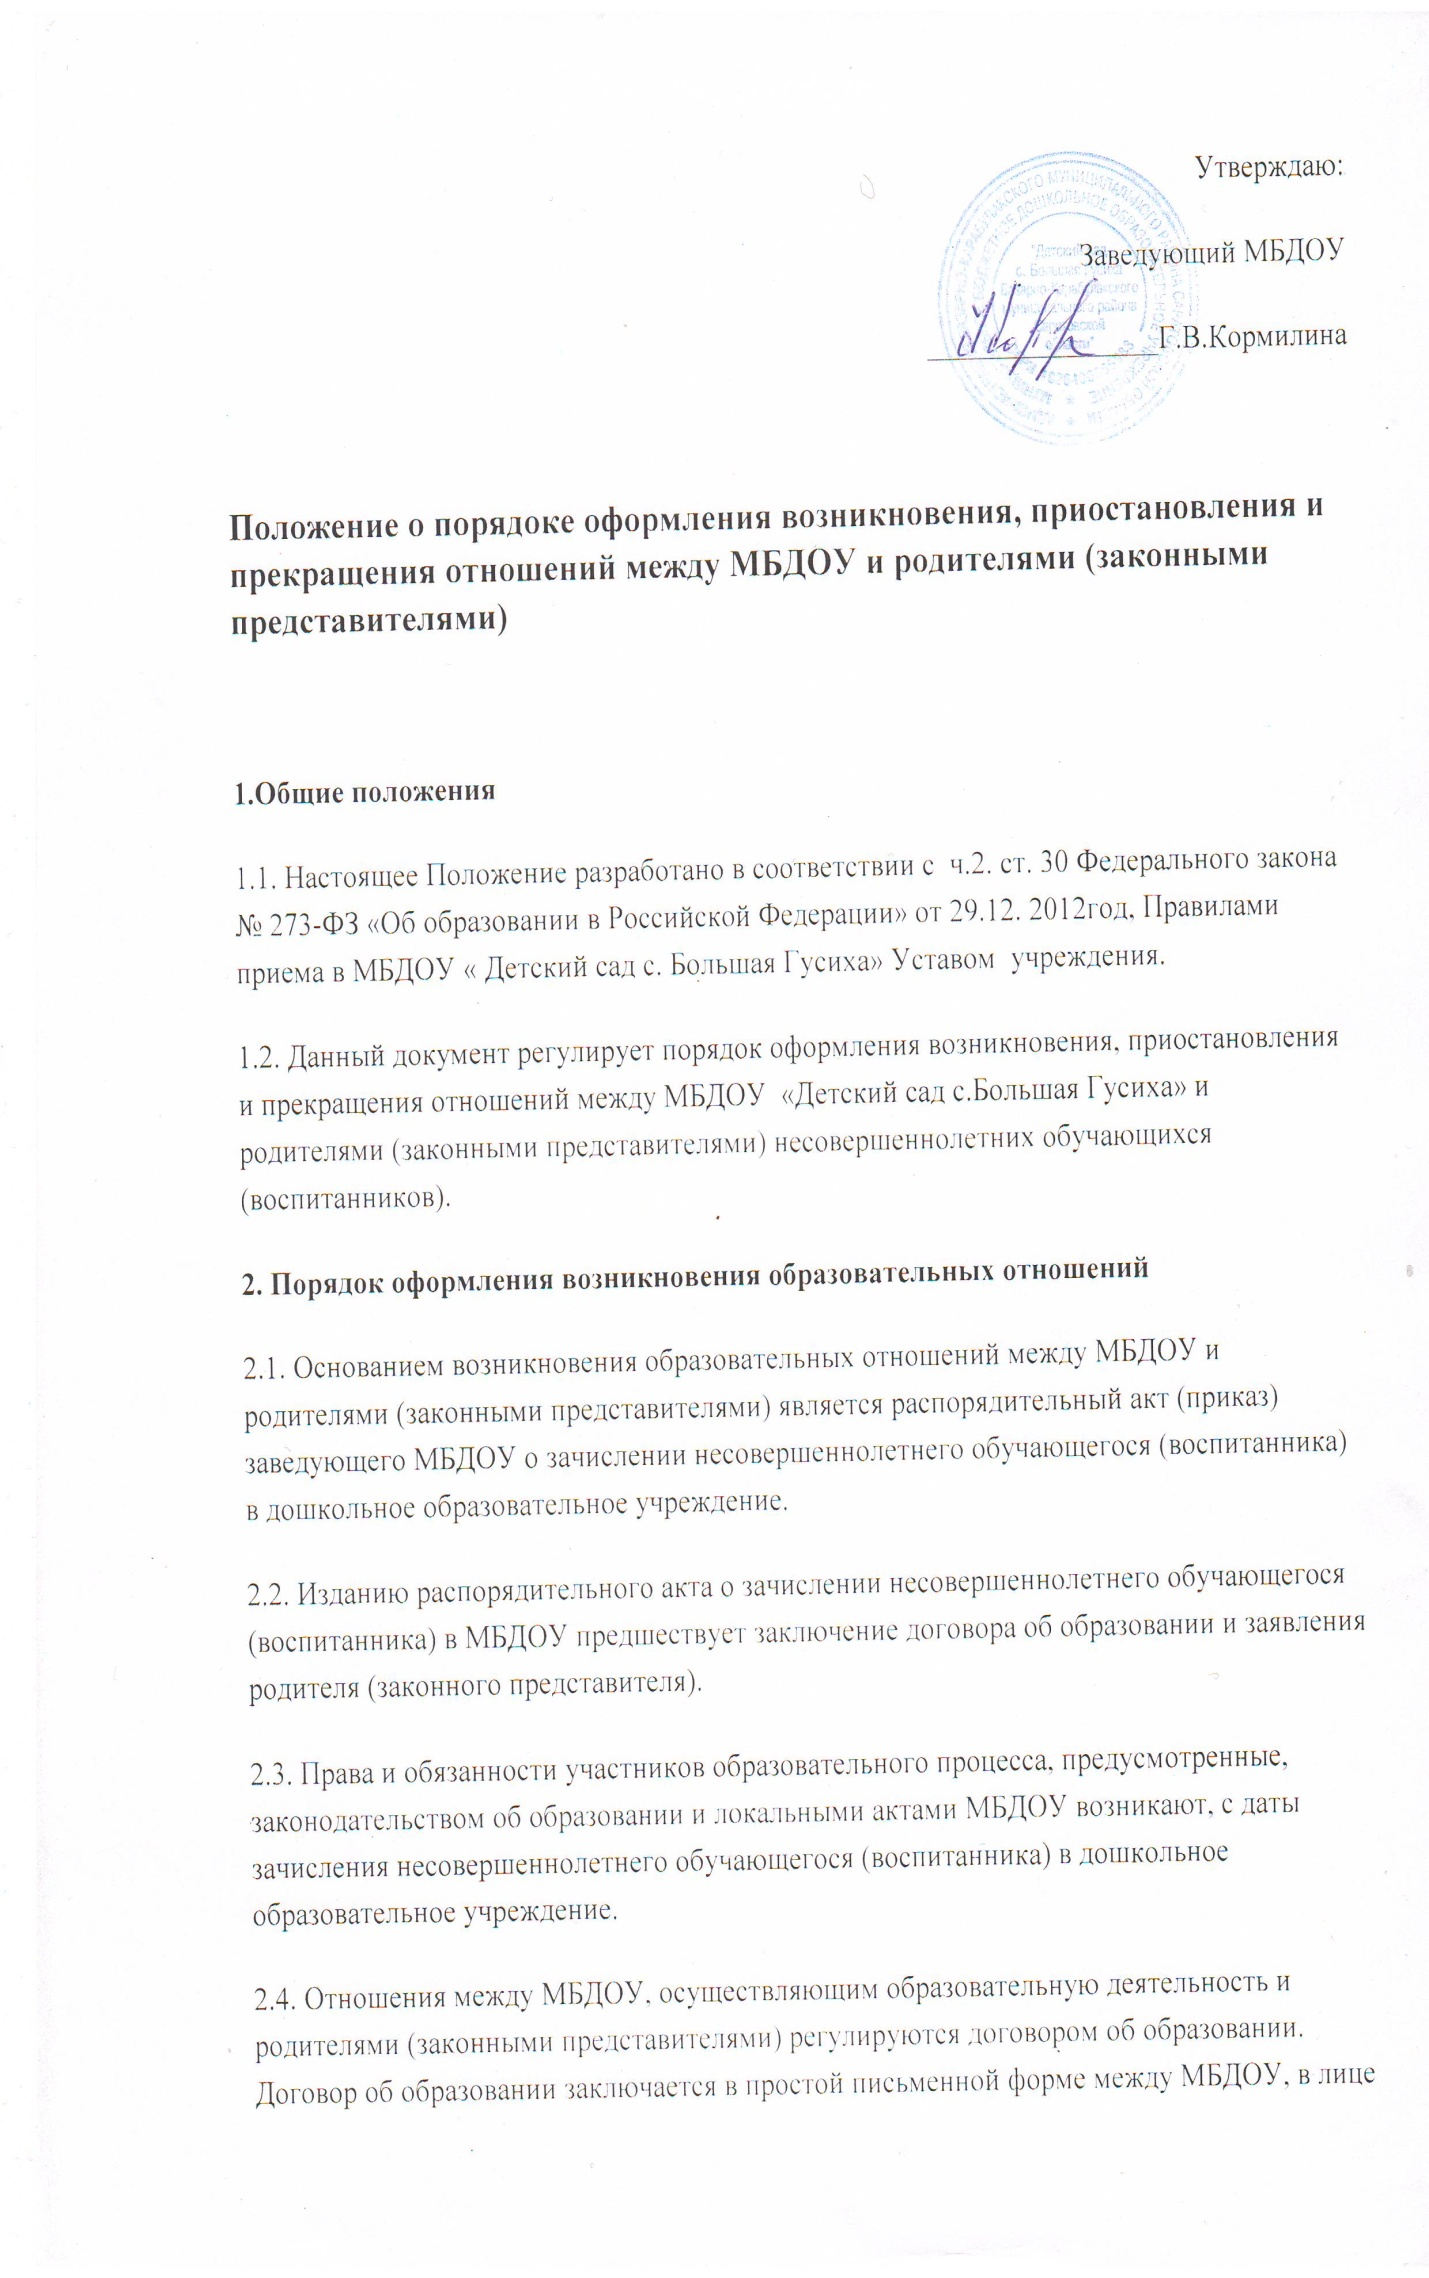 Утверждаю:
Заведующий МБДОУ
Г.В.Кормилина
"Детский сад
с. Большая Гусиха
муниципального района
области"
Положение о порядоке оформления возникновения, приостановления и
прекращения отношений между МБДОУ и родителями (законными
представителями)
1.Общие положения
1.1. Настоящее Положение разработано в соответствии с ч.2. ст. 30 Федерального закона
№ 273-ФЗ «Об образовании в Российской Федерации» от 29.12. 2012год, Правилами
приема в МБДОУ « Детский сад с. Большая Гусиха» Уставом учреждения.
1.2. Данный документ регулирует порядок оформления возникновения, приостановления
и прекращения отношений между МБДОУ «Детский сад с.Большая Гусиха» и
родителями (законными представителями) несовершеннолетних обучающихся
(воспитанников).
2. Порядок оформления возникновения образовательных отношений
2.1. Основанием возникновения образовательных отношений между МБДОУ и
родителями (законными представителями) является распорядительный акт (приказ)
заведующего МБДОУ о зачислении несовершеннолетнего обучающегося (воспитанника)
в дошкольное образовательное учреждение.
2.2. Изданию распорядительного акта о зачислении несовершеннолетнего обучающегося
(воспитанника) в МБДОУ предшествует заключение договора об образовании и заявления
родителя (законного представителя).
2.3. Права и обязанности участников образовательного процесса, предусмотренные,
законодательством об образовании и локальными актами МБДОУ возникают, с даты
зачисления несовершеннолетнего обучающегося (воспитанника) в дошкольное
образовательное учреждение.
2.4. Отношения между МБДОУ, осуществляющим образовательную деятельность и
родителями (законными представителями) регулируются договором об образовании.
Договор об образовании заключается в простой письменной форме между МБДОУ, в лице